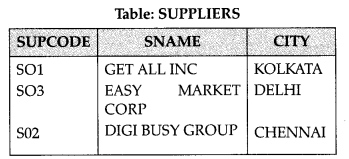 Table: SUPPLIERS
SUPCODE SNAME CITY
SO1 GET ALL INC KOLKATA
SO3 EASY MARKET DELHI
CORP
S02 DIGI BUSY GROUP CHENNAI